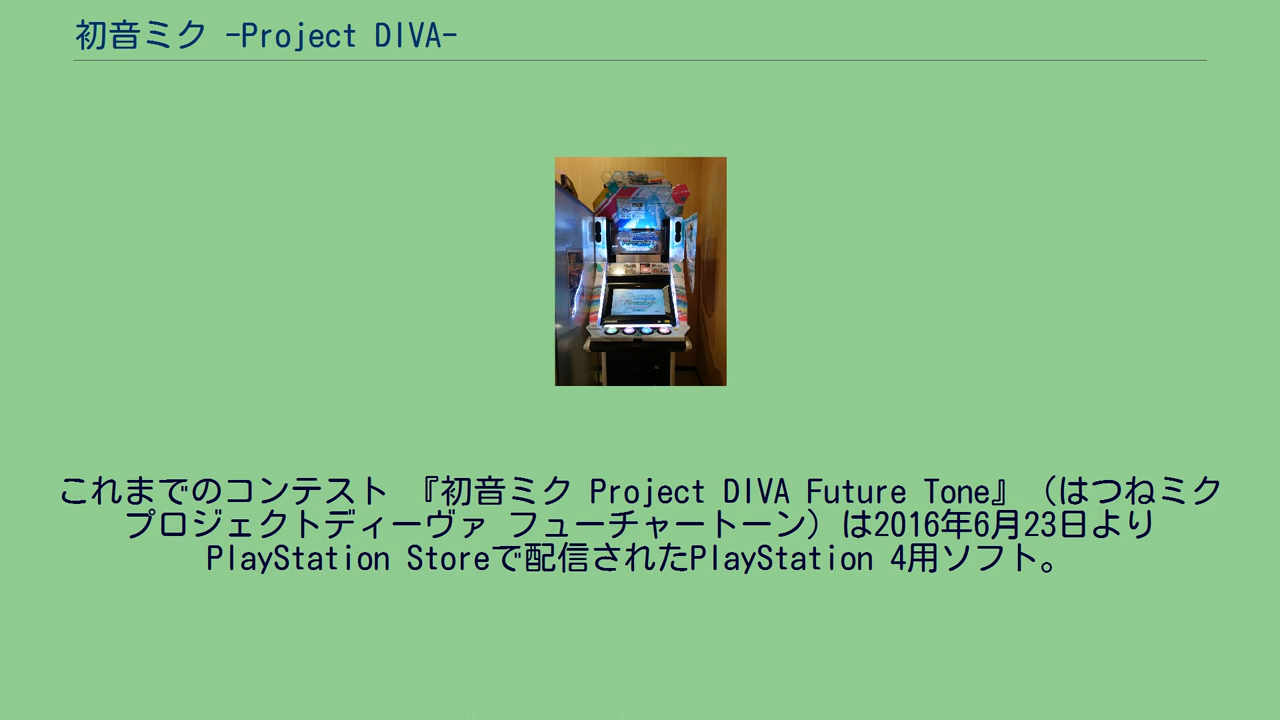 初音ミク -Project DIVA-
これまでのコンテスト 『初音ミク Project DIVA Future Tone』（はつねミク
プロジェクトディーヴァ フューチャートーン）は2016年6月23日より
PlayStation Storeで配信されたPlayStation 4用ソフト。